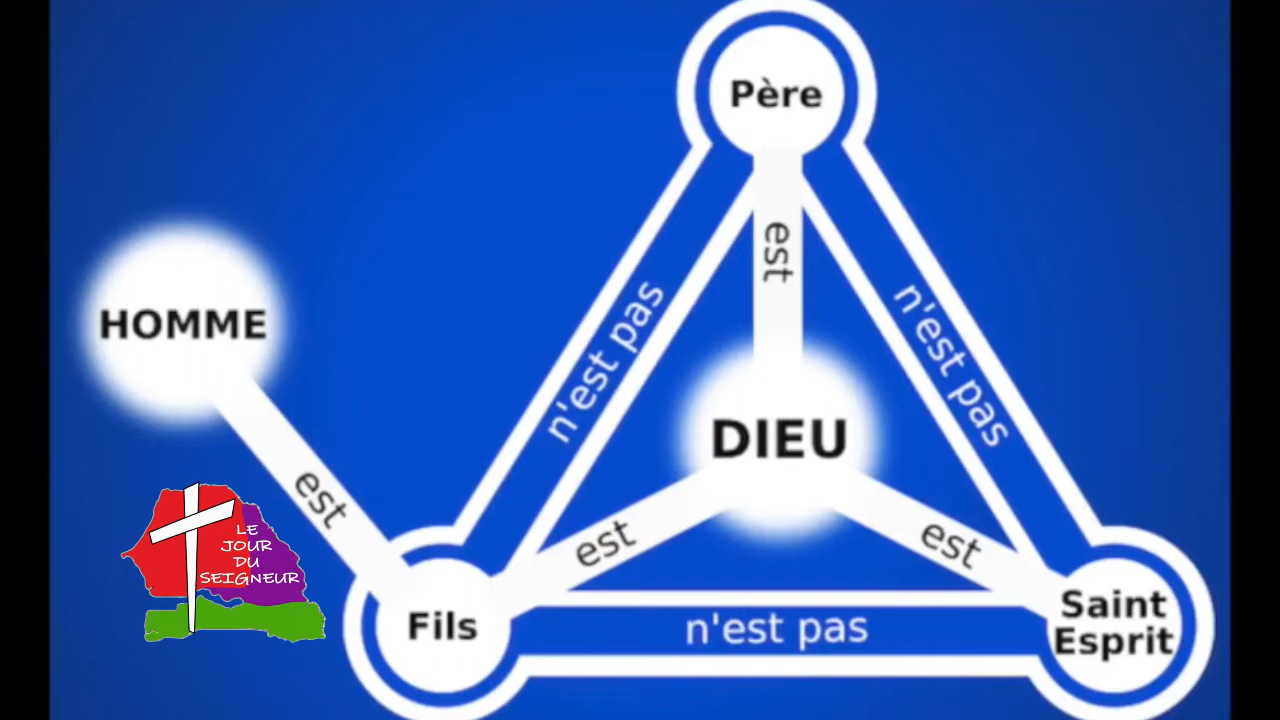 Père
est
n'est pas
n'est pas
HOMME
DIEU
est
est
est
LE
JOUR
DU
SEIGNEUR
Fils
n'est pas
Saint
Esprit